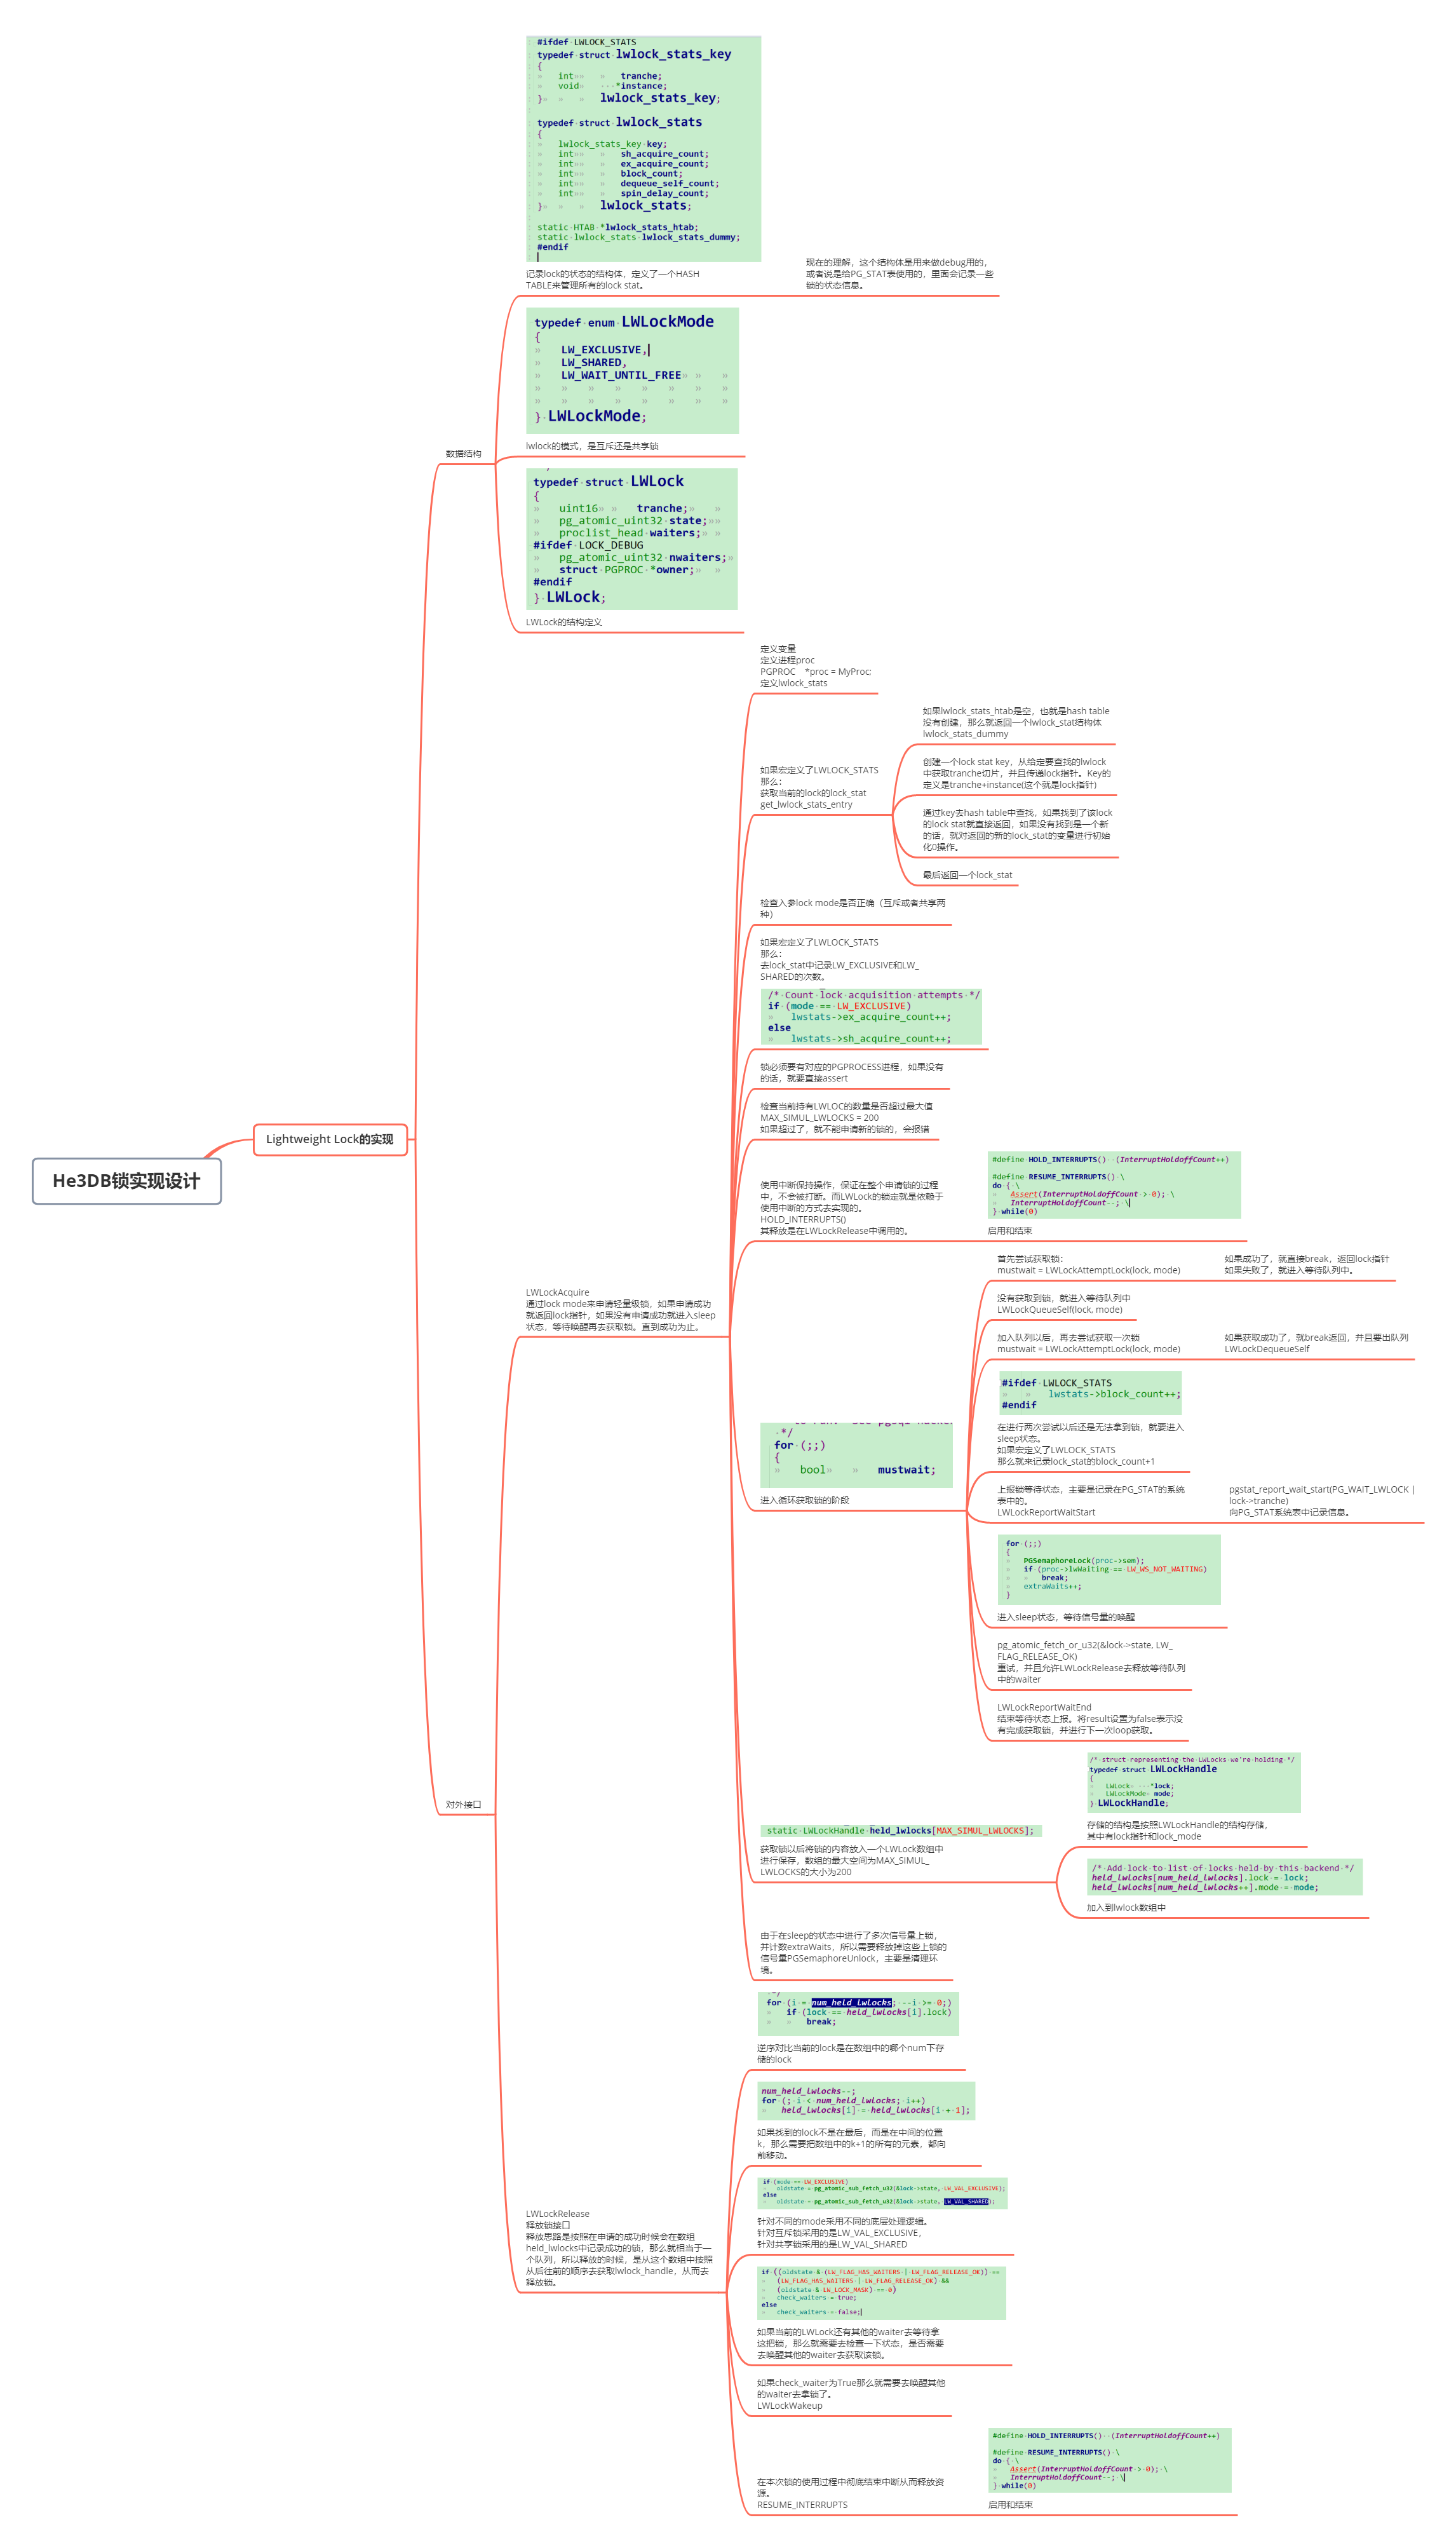 He3DB锁实现设计
Lightweight Lock的实现
数据结构
#ifdef LWLOCK_STATS
typedef struct lwlock_stats_key
{
int tranche;
void *instance;
} lwlock_stats_key;
typedef struct lwlock_stats
{
lwlock_stats_key key;
int sh_acquire_count;
int ex_acquire_count;
int block_count;
int dequeue_self_count;
int spin_delay_count;
} lwlock_stats;
static HTAB *lwlock_stats_htab;
static lwlock_stats lwlock_stats_dummy;
#endif
记录lock的状态的结构体，定义了一个HASH
TABLE来管理所有的lock stat。
现在的理解，这个结构体是用来做debug用的，
或者说是给PG_STAT表使用的，里面会记录一些
锁的状态信息。
typedef enum LWLockMode
{
LW_EXCLUSIVE,
LW_SHARED,
LW_WAIT_UNTIL_FREE
} LWLockMode;
lwlock的模式，是互斥还是共享锁
typedef struct LWLock
{
uint16 tranche;
pg_atomic_uint32 state;
proclist_head waiters;
#ifdef LOCK_DEBUG
pg_atomic_uint32 nwaiters;
struct PGPROC *owner;
#endif
} LWLock;
LWLock的结构定义
对外接口
LWLockAcquire
通过lock mode来申请轻量级锁，如果申请成功
就返回lock指针，如果没有申请成功就进入sleep
状态，等待唤醒再去获取锁。直到成功为止。
定义变量
定义进程proc
PGPROC *proc = MyProc;
定义lwlock_stats
如果宏定义了LWLOCK_STATS
那么：
获取当前的lock的lock_stat
get_lwlock_stats_entry
如果lwlock_stats_htab是空，也就是hash table
没有创建，那么就返回一个lwlock_stat结构体
lwlock_stats_dummy
创建一个lock stat key，从给定要查找的lwlock
中获取tranche切片，并且传递lock指针。Key的
定义是tranche+instance(这个就是lock指针)
通过key去hash table中查找，如果找到了该lock
的lock stat就直接返回，如果没有找到是一个新
的话，就对返回的新的lock_stat的变量进行初始
化0操作。
最后返回一个lock_stat
检查入参lock mode是否正确（互斥或者共享两
种）
如果宏定义了LWLOCK_STATS
那么：
去lock_stat中记录LW_EXCLUSIVE和LW_
SHARED的次数。
/* Count lock acquisition attempts */
if (mode == LW_EXCLUSIVE)
lwstats->ex_acquire_count++;
else
lwstats->sh_acquire_count++;
锁必须要有对应的PGPROCESS进程，如果没有
的话，就要直接assert
检查当前持有LWLOC的数量是否超过最大值
MAX_SIMUL_LWLOCKS = 200
如果超过了，就不能申请新的锁的，会报错
使用中断保持操作，保证在整个申请锁的过程
中，不会被打断。而LWLock的锁定就是依赖于
使用中断的方式去实现的。
HOLD_INTERRUPTS()
其释放是在LWLockRelease中调用的。
#define HOLD_INTERRUPTS() (InterruptHoldoffCount++)
#define RESUME_INTERRUPTS() \
do { \
Assert(InterruptHoldoffCount > 0); \
InterruptHoldoffCount--; \
} while(0)
启用和结束
*/
for (;;)
{
bool mustwait;
进入循环获取锁的阶段
首先尝试获取锁：
mustwait = LWLockAttemptLock(lock, mode)
如果成功了，就直接break，返回lock指针
如果失败了，就进入等待队列中。
没有获取到锁，就进入等待队列中
LWLockQueueSelf(lock, mode)
加入队列以后，再去尝试获取一次锁
mustwait = LWLockAttemptLock(lock, mode)
如果获取成功了，就break返回，并且要出队列
LWLockDequeueSelf
#ifdef LWLOCK_STATS
lwstats->block_count++;
#endif
在进行两次尝试以后还是无法拿到锁，就要进入
sleep状态。
如果宏定义了LWLOCK_STATS
那么就来记录lock_stat的block_count+1
上报锁等待状态，主要是记录在PG_STAT的系统
表中的。
LWLockReportWaitStart
pgstat_report_wait_start(PG_WAIT_LWLOCK |
lock->tranche)
向PG_STAT系统表中记录信息。
for (;;)
{
PGSemaphoreLock(proc->sem);
if (proc->lwWaiting == LW_WS_NOT_WAITING)
break;
extraWaits++;
}
进入sleep状态，等待信号量的唤醒
pg_atomic_fetch_or_u32(&lock->state, LW_
FLAG_RELEASE_OK)
重试，并且允许LWLockRelease去释放等待队列
中的waiter
LWLockReportWaitEnd
结束等待状态上报。将result设置为false表示没
有完成获取锁，并进行下一次loop获取。
static LWLockHandle held_lwlocks[MAX_SIMUL_LWLOCKS];
获取锁以后将锁的内容放入一个LWLock数组中
进行保存，数组的最大空间为MAX_SIMUL_
LWLOCKS的大小为200
/* struct representing the LWLocks we're holding */
typedef struct LWLockHandle
{
LWLock *lock;
LWLockMode mode;
} LWLockHandle;
存储的结构是按照LWLockHandle的结构存储，
其中有lock指针和lock_mode
/* Add lock to list of locks held by this backend */
held_lwlocks[num_held_lwlocks].lock = lock;
held_lwlocks[num_held_lwlocks++].mode = mode;
加入到lwlock数组中
由于在sleep的状态中进行了多次信号量上锁，
并计数extraWaits，所以需要释放掉这些上锁的
信号量PGSemaphoreUnlock，主要是清理环
境。
LWLockRelease
释放锁接口
释放思路是按照在申请的成功时候会在数组
held_lwlocks中记录成功的锁，那么就相当于一
个队列，所以释放的时候，是从这个数组中按照
从后往前的顺序去获取lwlock_handle，从而去
释放锁。
for (i = num_held_lwlocks; --i >= 0;)
if (lock == held_lwlocks[i].lock)
break;
逆序对比当前的lock是在数组中的哪个num下存
储的lock
num_held_lwlocks--;
for (; i < num_held_lwlocks; i++)
held_lwlocks[i] = held_lwlocks[i + 1];
如果找到的lock不是在最后，而是在中间的位置
k，那么需要把数组中的k+1的所有的元素，都向
前移动。
if (mode == LW_EXCLUSIVE)
oldstate = pg_atomic_sub_fetch_u32(&lock->state, LW_VAL_EXCLUSIVE);
else
oldstate = pg_atomic_sub_fetch_u32(&lock->state, LW_VAL_SHARED);
针对不同的mode采用不同的底层处理逻辑。
针对互斥锁采用的是LW_VAL_EXCLUSIVE，
针对共享锁采用的是LW_VAL_SHARED
if ((oldstate & (LW_FLAG_HAS_WAITERS | LW_FLAG_RELEASE_OK)) ==
(LW_FLAG_HAS_WAITERS | LW_FLAG_RELEASE_OK) &&
(oldstate & LW_LOCK_MASK) == 0)
check_waiters = true;
else
check_waiters = false;
如果当前的LWLock还有其他的waiter去等待拿
这把锁，那么就需要去检查一下状态，是否需要
去唤醒其他的waiter去获取该锁。
如果check_waiter为True那么就需要去唤醒其他
的waiter去拿锁了。
LWLockWakeup
在本次锁的使用过程中彻底结束中断从而释放资
源。
RESUME_INTERRUPTS
#define HOLD_INTERRUPTS() (InterruptHoldoffCount++)
#define RESUME_INTERRUPTS() \
do { \
Assert(InterruptHoldoffCount > 0); \
InterruptHoldoffCount--; \
} while(0)
启用和结束